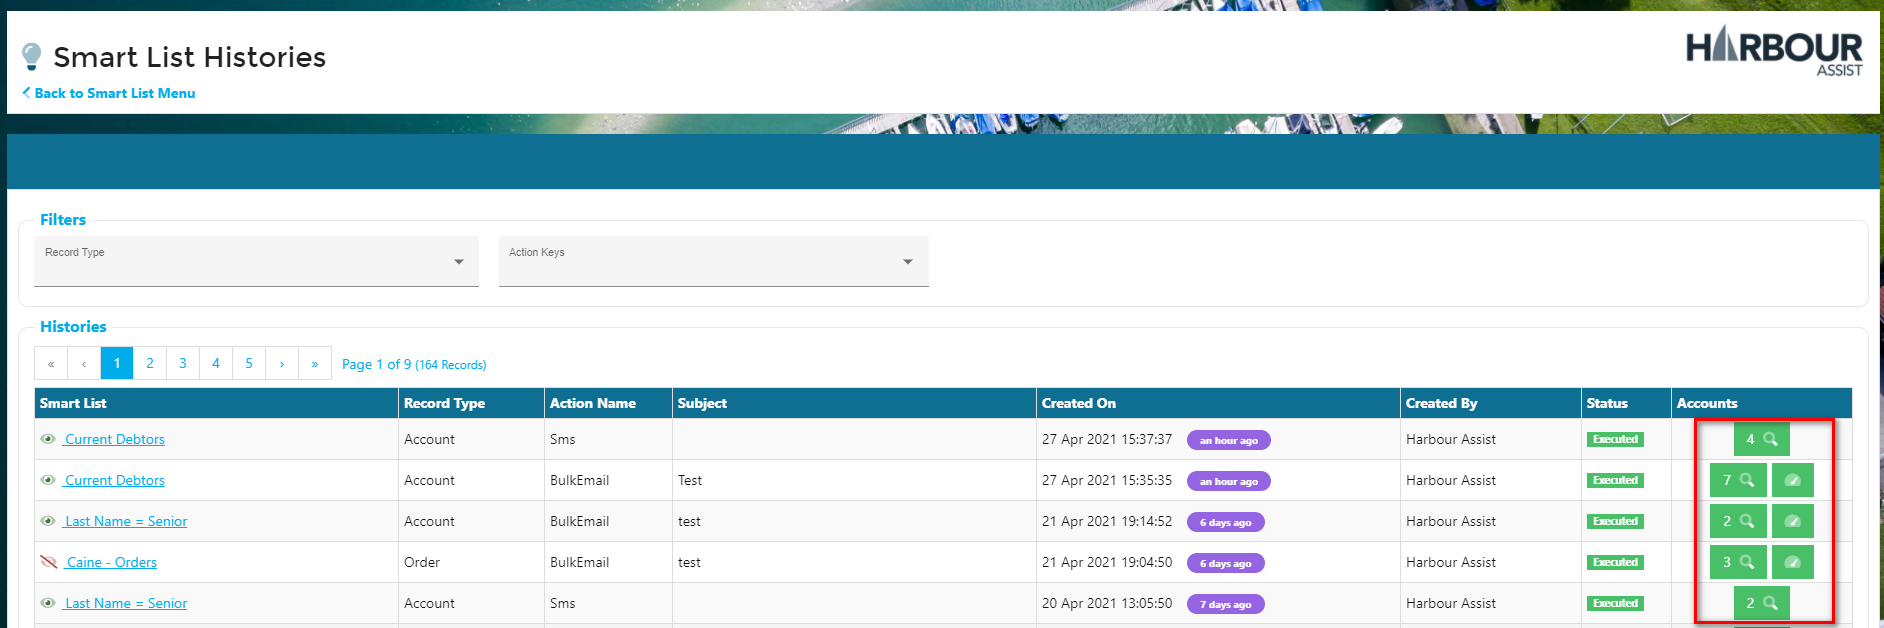 Smart List Histories
HARBOUR
ASSIST
Back to Smart List Menu
Filters
Record Type
Action Keys
Histories
« ‹ 1 2 3 4 5 › » Page 1 of 9 (164 Records)
Smart List Record Type Action Name Subject Created On Created By Status Accounts
Current Debtors Account Sms 27 Apr 2021 15:37:37 an hour ago Harbour Assist Executed 4
Current Debtors Account BulkEmail Test 27 Apr 2021 15:35:35 an hour ago Harbour Assist Executed 7
Last Name = Senior Account BulkEmail test 21 Apr 2021 19:14:52 6 days ago Harbour Assist Executed 2
Caine - Orders Order BulkEmail test 21 Apr 2021 19:04:50 6 days ago Harbour Assist Executed 3
Last Name = Senior Account Sms 20 Apr 2021 13:05:50 7 days ago Harbour Assist Executed 2